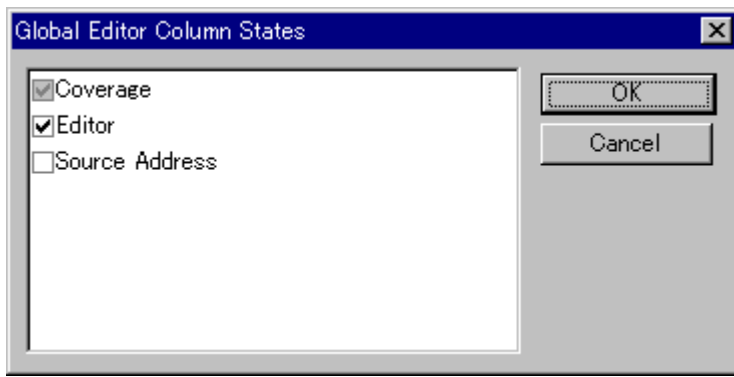 Global Editor Column States
Coverage
OK
Editor
Cancel
Source Address